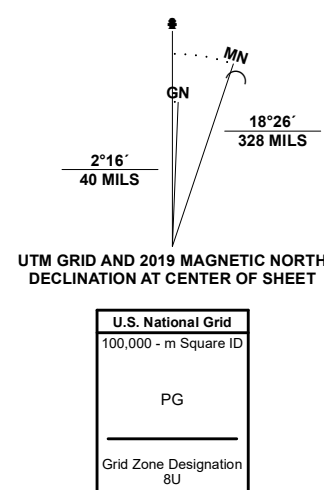 MN
GN
18°26´
328 MILS
2°16´
40 MILS
UTM GRID AND 2019 MAGNETIC NORTH
DECLINATION AT CENTER OF SHEET
U.S. National Grid
100,000 - m Square ID
PG
Grid Zone Designation
8U